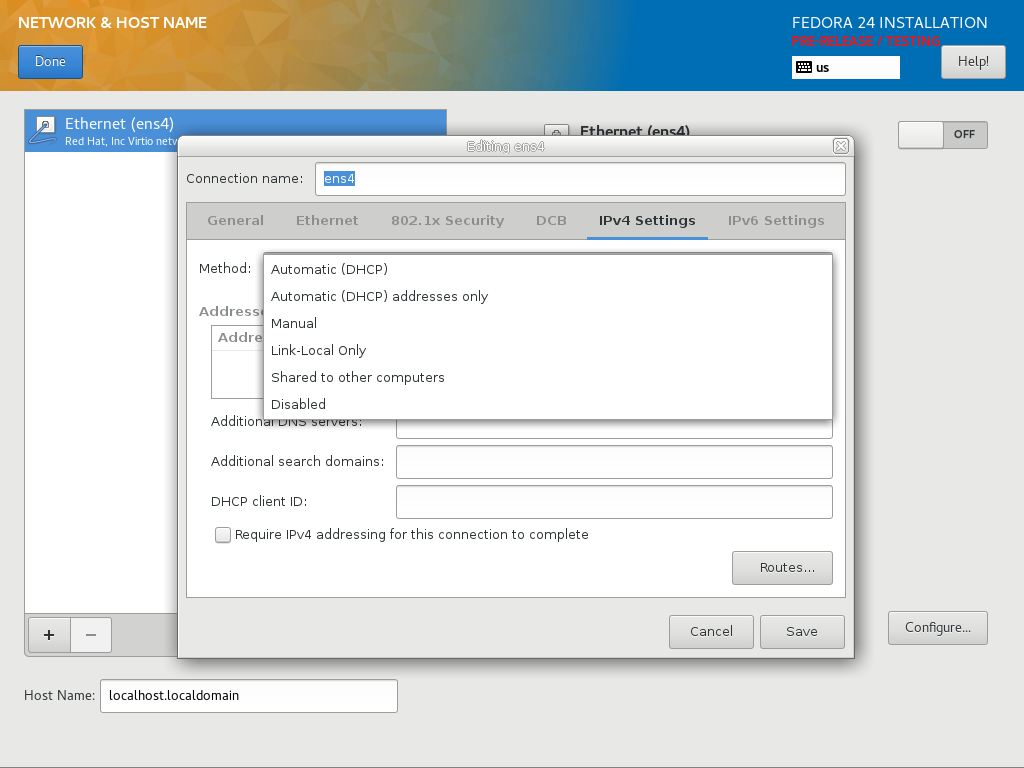 NETWORK & HOST NAME
FEDORA 24 INSTALLATION
PRE-RELEASE / TESTING
Done
us
Help!
Ethernet (ens4)
Red Hat, Inc Virtio netw
Ethernet (ens4)
OFF
Editing ens4
Connection name:
ens4
General
Ethernet
802.1x Security
DCB
IPv4 Settings
IPv6 Settings
Method:
Automatic (DHCP)
Automatic (DHCP) addresses only
Manual
Link-Local Only
Shared to other computers
Disabled
Addresse
Addre
Additional DNS servers:
Additional search domains:
DHCP client ID:
Require IPv4 addressing for this connection to complete
Routes...
Cancel
Save
+
−
Configure...
Host Name:
localhost.localdomain